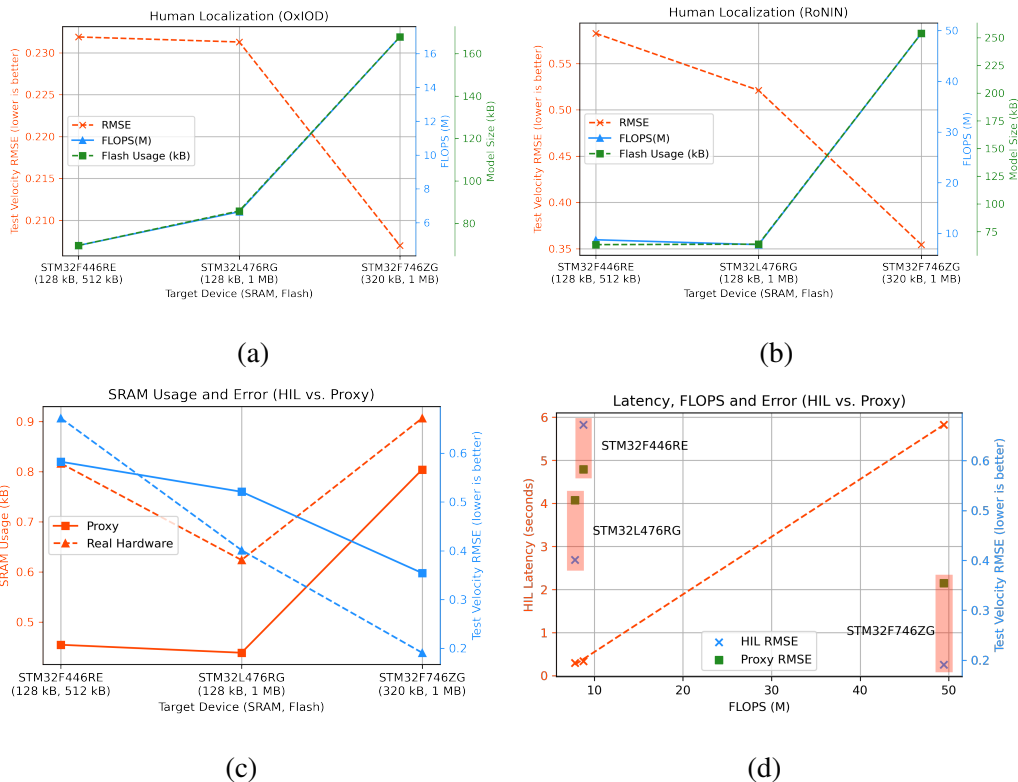 Human Localization (OxIOD)
Test Velocity RMSE (lower is better)
0.230
0.225
0.220
0.215
0.210
RMSE
FLOPS(M)
Flash Usage (kB)
16
14
12
10
8
6
FLOPS (M)
160
140
120
100
80
Model Size (kB)
STM32F446RE
(128 kB, 512 kB)
STM32L476RG
(128 kB, 1 MB)
STM32F746ZG
(320 kB, 1 MB)
Target Device (SRAM, Flash)
(a)
Human Localization (RoNIN)
Test Velocity RMSE (lower is better)
0.55
0.50
0.45
0.40
0.35
RMSE
FLOPS(M)
Flash Usage (kB)
50
40
30
20
10
FLOPS (M)
250
225
200
175
150
125
100
75
Model Size (kB)
STM32F446RE
(128 kB, 512 kB)
STM32L476RG
(128 kB, 1 MB)
STM32F746ZG
(320 kB, 1 MB)
Target Device (SRAM, Flash)
(b)
SRAM Usage and Error (HIL vs. Proxy)
SRAM Usage (kB)
0.9
0.8
0.7
0.6
0.5
Proxy
Real Hardware
0.6
0.5
0.4
0.3
0.2
Test Velocity RMSE (lower is better)
STM32F446RE
(128 kB, 512 kB)
STM32L476RG
(128 kB, 1 MB)
STM32F746ZG
(320 kB, 1 MB)
Target Device (SRAM, Flash)
(c)
Latency, FLOPS and Error (HIL vs. Proxy)
HIL Latency (seconds)
6
5
4
3
2
1
0
STM32F446RE
STM32L476RG
STM32F746ZG
HIL RMSE
Proxy RMSE
0.6
0.5
0.4
0.3
0.2
Test Velocity RMSE (lower is better)
10
20
30
40
50
FLOPS (M)
(d)